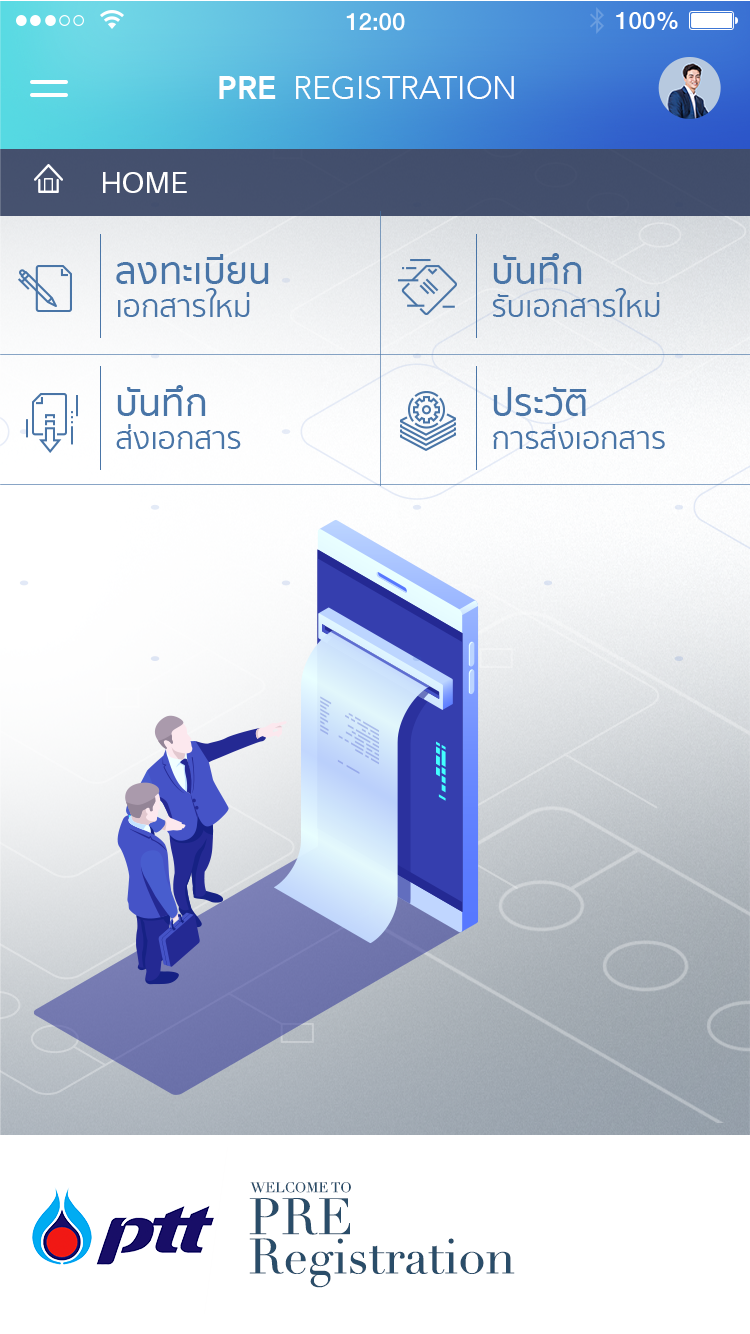 12:00
100%
PRE REGISTRATION
HOME
ลงทะเบียน
เอกสารใหม่
บันทึก
รับเอกสารใหม่
บันทึก
ส่งเอกสาร
ประวัติ
การส่งเอกสาร
ptt
WELCOME TO
PRE
Registration